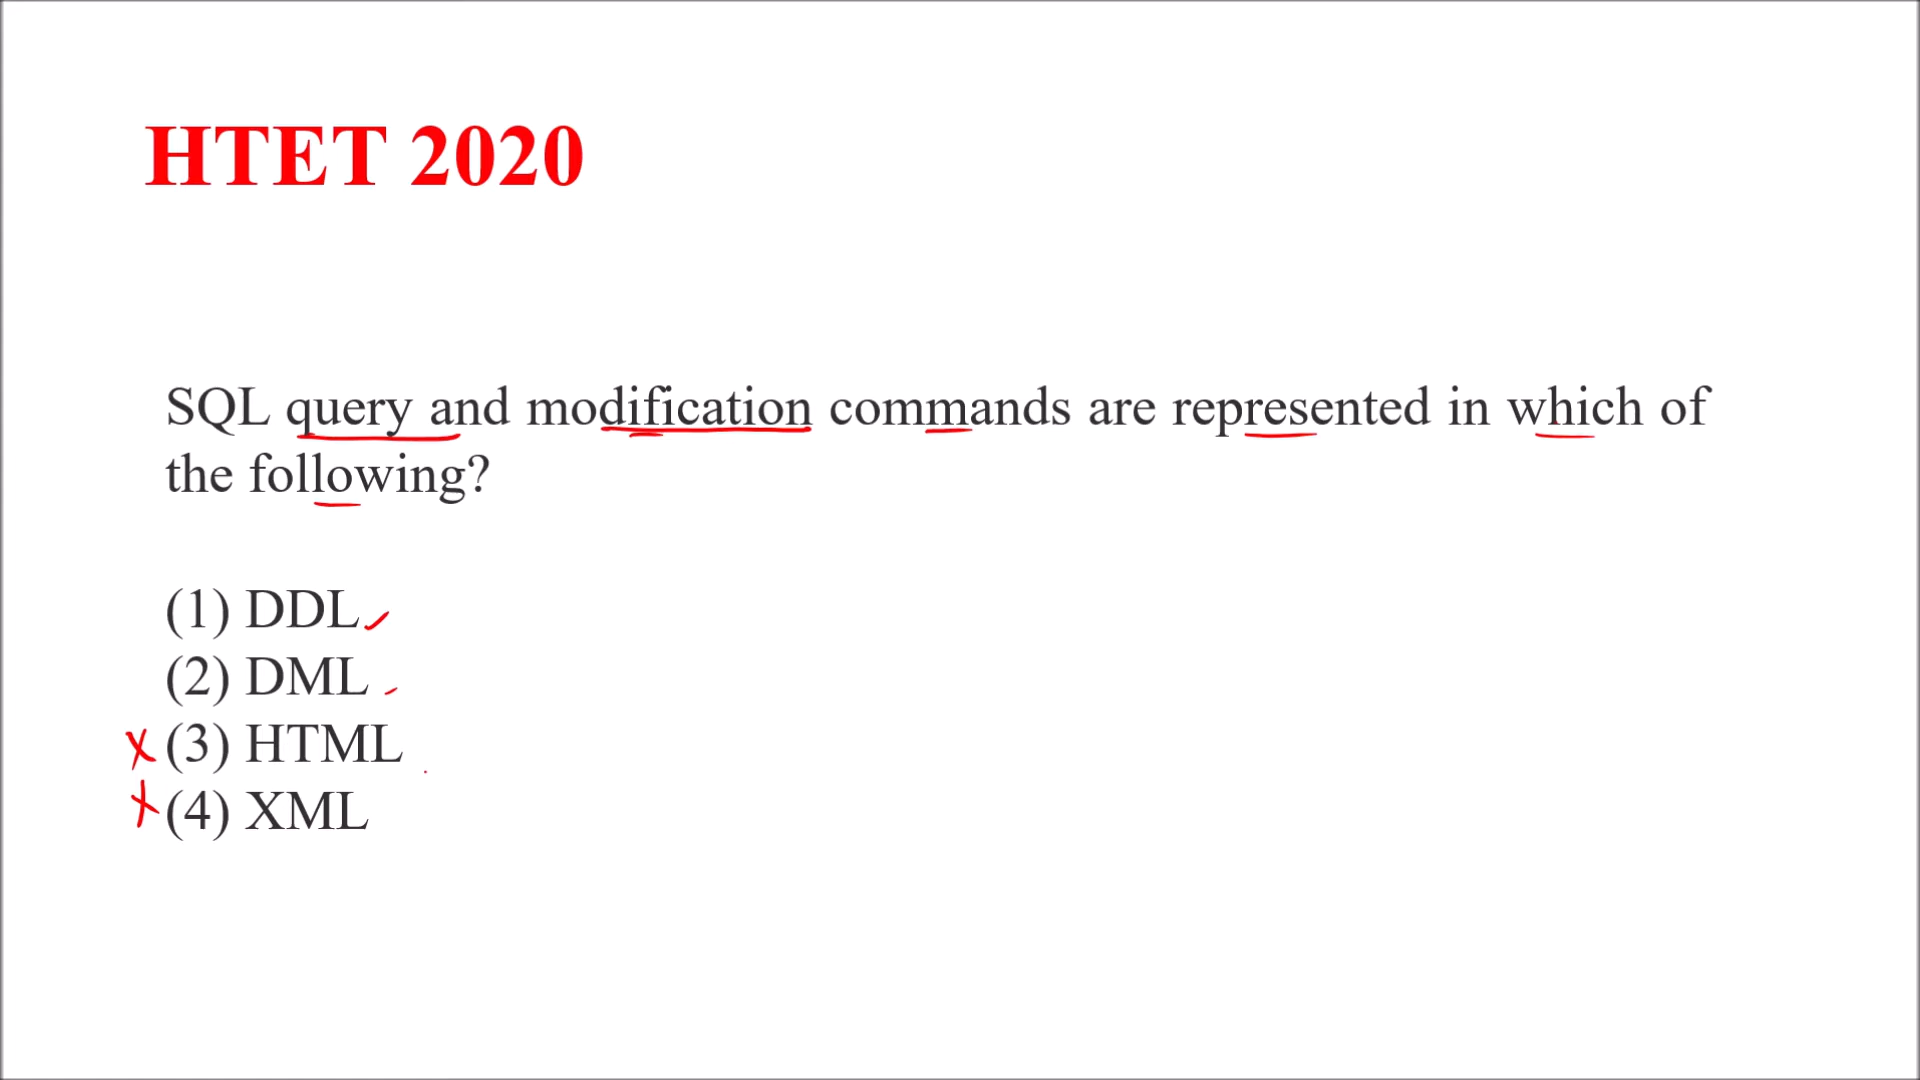 HTET 2020
SQL query and modification commands are represented in which of
the following?
(1) DDL
(2) DML
(3) HTML
(4) XML